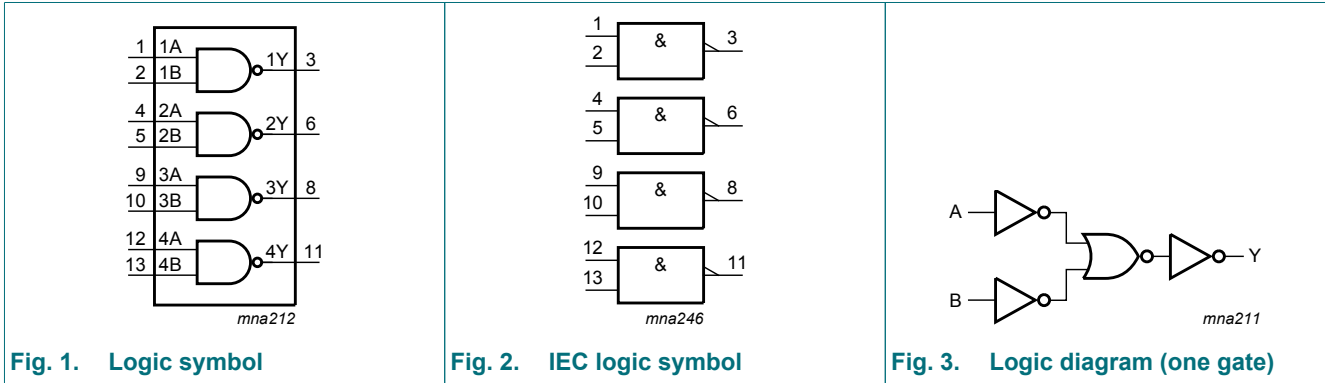 1 1A 1Y 3
2 1B
4 2A 2Y 6
5 2B
9 3A 3Y 8
10 3B
12 4A 4Y 11
13 4B
mna212
Fig. 1. Logic symbol
1 & 3
2
4 & 6
5
9 & 8
10
12 & 11
13
mna246
Fig. 2. IEC logic symbol
A
Y
B
mna211
Fig. 3. Logic diagram (one gate)